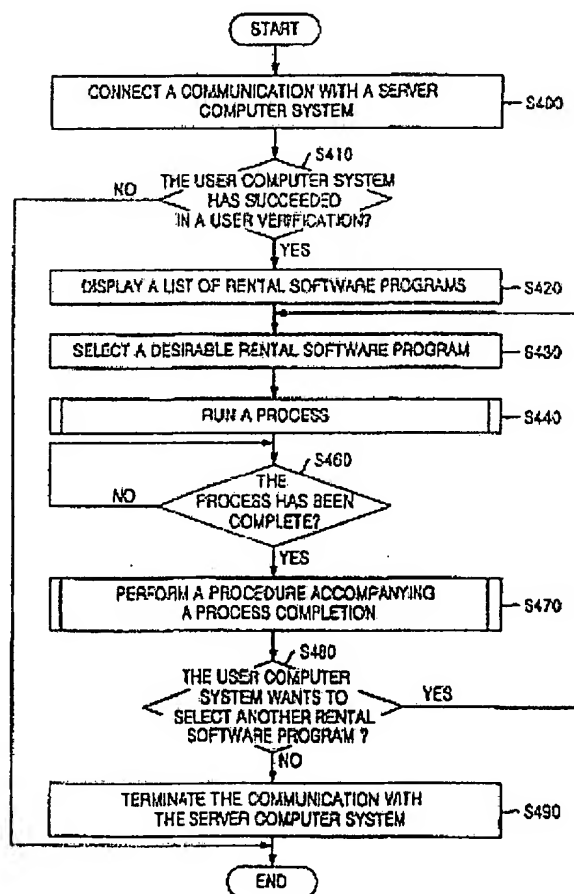 START
CONNECT A COMMUNICATION WITH A SERVER
COMPUTER SYSTEM
S400
S410
THE USER COMPUTER SYSTEM
HAS SUCCEEDED
IN A USER VERIFICATION?
NO
YES
DISPLAY A LIST OF RENTAL SOFTWARE PROGRAMS
S420
SELECT A DESIRABLE RENTAL SOFTWARE PROGRAM
S430
RUN A PROCESS
S440
S460
THE
PROCESS HAS BEEN
COMPLETE?
NO
YES
PERFORM A PROCEDURE ACCOMPANYING
A PROCESS COMPLETION
S470
S480
THE USER COMPUTER
SYSTEM WANTS TO
SELECT ANOTHER RENTAL
SOFTWARE PROGRAM ?
YES
NO
TERMINATE THE COMMUNICATION WITH
THE SERVER COMPUTER SYSTEM
S490
END